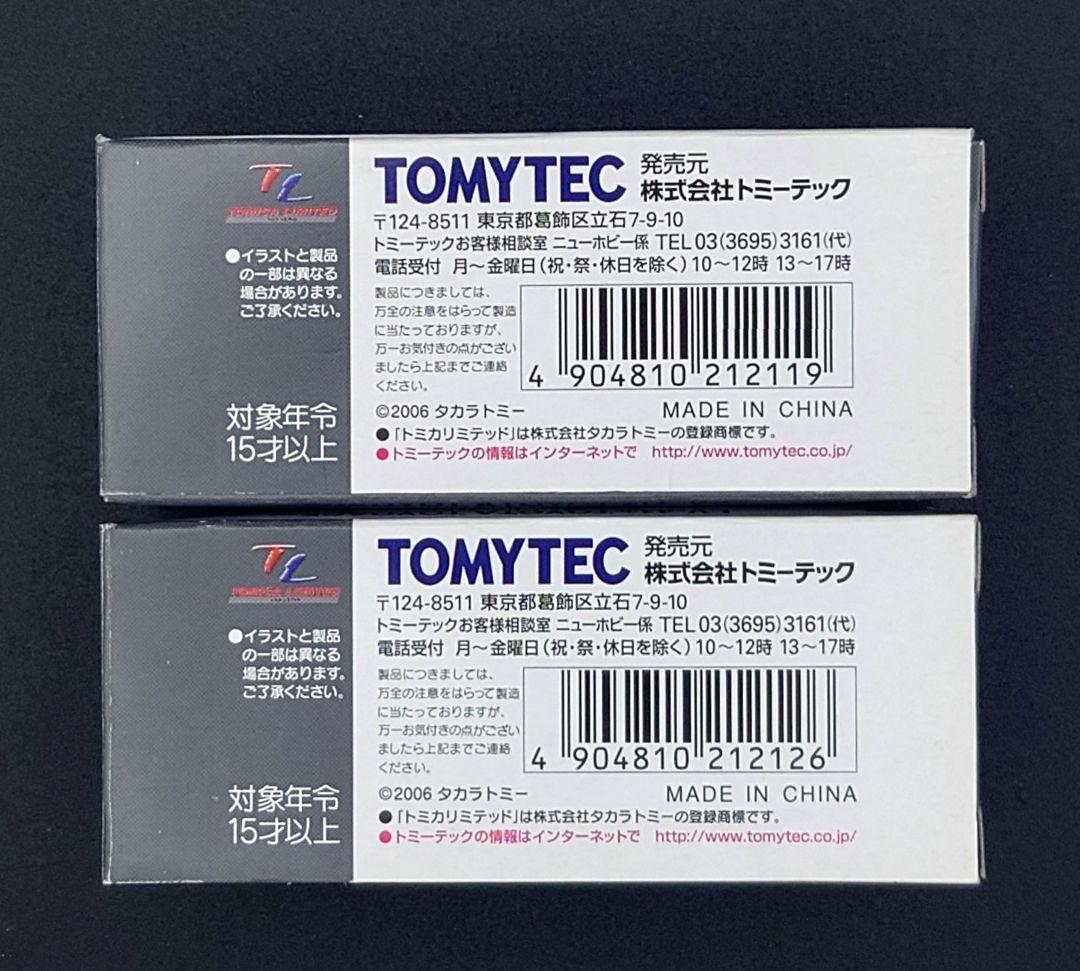 TL
TOMICA LIMITED
●イラストと製品
の一部は異なる
場合があります。
ご了承ください。
対象年令
15才以上
TOMYTEC
発売元
株式会社トミーテック
〒124-8511 東京都葛飾区立石7-9-10
トミーテックお客様相談室 ニューホビー係 TEL 03(3695)3161(代)
電話受付 月～金曜日(祝・祭・休日を除く) 10～12時 13～17時
製品につきましては、
万全の注意をはらって製造
に当たっておりますが、
万一お気付きの点がござい
ましたら上記までご連絡
ください。
4 904810 212119
©2006 タカラトミー
MADE IN CHINA
●「トミカリミテッド」は株式会社タカラトミーの登録商標です。
●トミーテックの情報はインターネットで http://www.tomytec.co.jp/
TL
TOMICA LIMITED
●イラストと製品
の一部は異なる
場合があります。
ご了承ください。
対象年令
15才以上
TOMYTEC
発売元
株式会社トミーテック
〒124-8511 東京都葛飾区立石7-9-10
トミーテックお客様相談室 ニューホビー係 TEL 03(3695)3161(代)
電話受付 月～金曜日(祝・祭・休日を除く) 10～12時 13～17時
製品につきましては、
万全の注意をはらって製造
に当たっておりますが、
万一お気付きの点がござい
ましたら上記までご連絡
ください。
4 904810 212126
©2006 タカラトミー
MADE IN CHINA
●「トミカリミテッド」は株式会社タカラトミーの登録商標です。
●トミーテックの情報はインターネットで http://www.tomytec.co.jp/